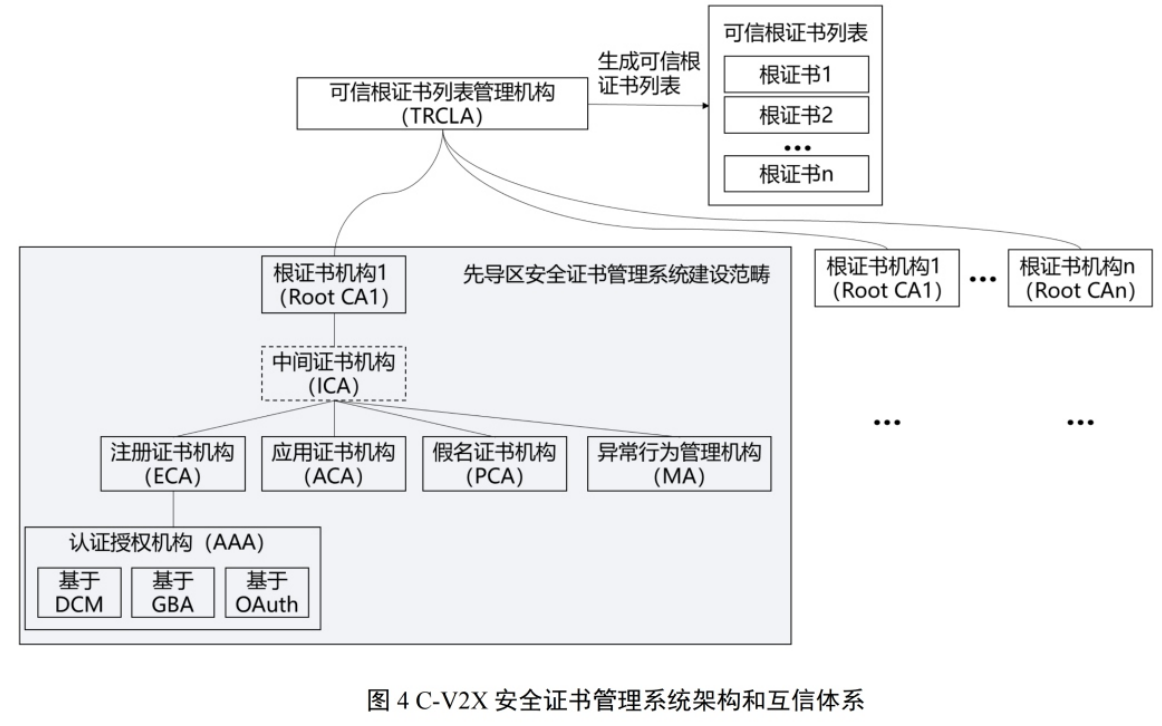 可信根证书列表管理机构
（TRCLA）
生成可信根
证书列表
可信根证书列表
根证书1
根证书2
...
根证书n
根证书机构1
（Root CA1）
先导区安全证书管理系统建设范畴
中间证书机构
（ICA）
注册证书机构
（ECA）
应用证书机构
（ACA）
假名证书机构
（PCA）
异常行为管理机构
（MA）
认证授权机构（AAA）
基于
DCM
基于
GBA
基于
OAuth
根证书机构1
（Root CA1）
...
根证书机构n
（Root CAn）
...
...
图 4 C-V2X 安全证书管理系统架构和互信体系